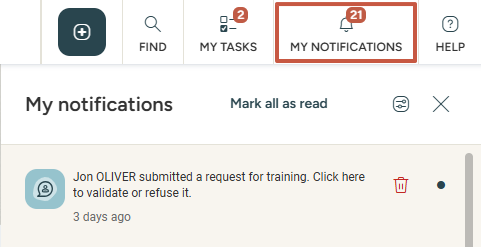 2
21
FIND
MY TASKS
MY NOTIFICATIONS
HELP
My notifications
Mark all as read
Jon OLIVER submitted a request for training. Click here
to validate or refuse it.
3 days ago